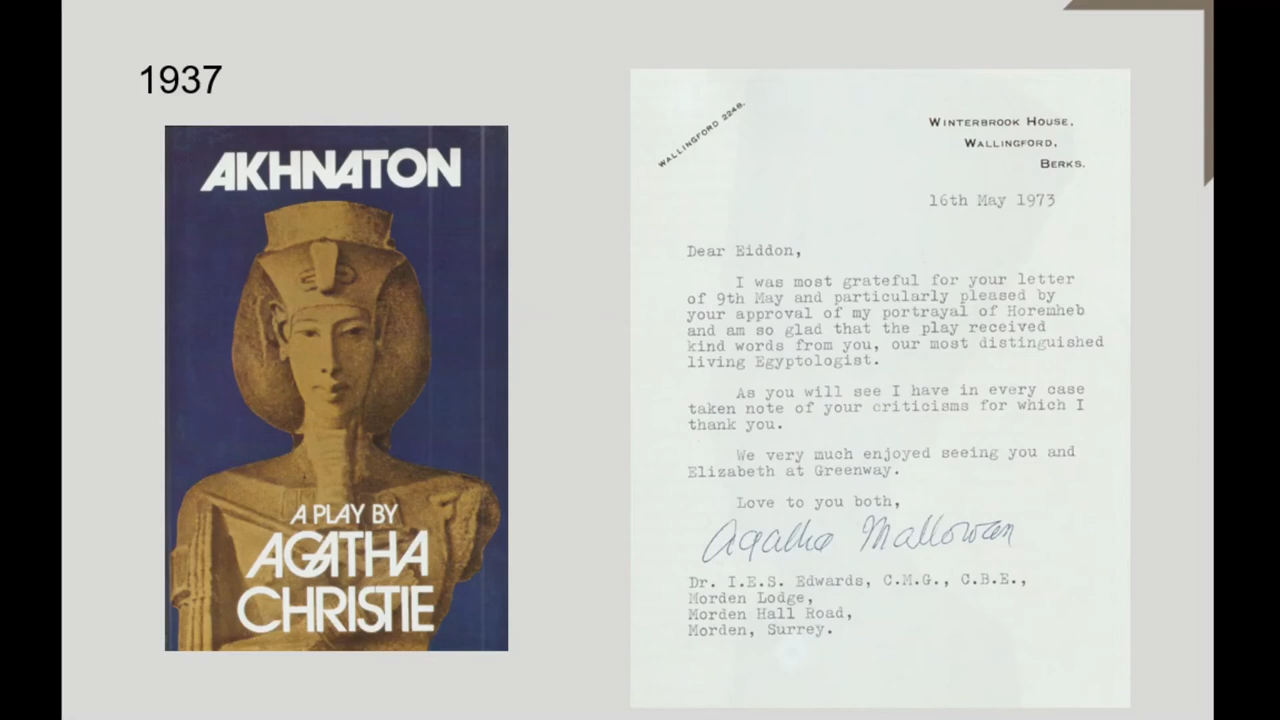 1937
AKHNATON
A PLAY BY
AGATHA
CHRISTIE
WALLINGFORD 2248.
WINTERBROOK HOUSE,
WALLINGFORD,
BERKS.
16th May 1973
Dear Eiddon,
I was most grateful for your letter
of 9th May and particularly pleased by
your approval of my portrayal of Horemheb
and am so glad that the play received
kind words from you, our most distinguished
living Egyptologist.
As you will see I have in every case
taken note of your criticisms for which I
thank you.
We very much enjoyed seeing you and
Elizabeth at Greenway.
Love to you both,
Agatha Mallowan
Dr. I.E.S. Edwards, C.M.G., C.B.E.,
Morden Lodge,
Morden Hall Road,
Morden, Surrey.